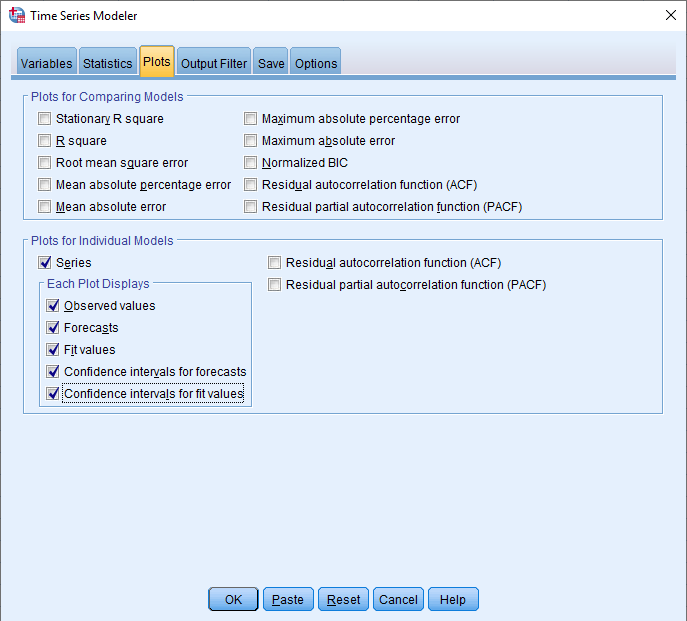 Time Series Modeler
Variables Statistics Plots Output Filter Save Options
Plots for Comparing Models
Stationary R square
R square
Root mean square error
Mean absolute percentage error
Mean absolute error
Maximum absolute percentage error
Maximum absolute error
Normalized BIC
Residual autocorrelation function (ACF)
Residual partial autocorrelation function (PACF)
Plots for Individual Models
Series
Each Plot Displays
Observed values
Forecasts
Fit values
Confidence intervals for forecasts
Confidence intervals for fit values
Residual autocorrelation function (ACF)
Residual partial autocorrelation function (PACF)
OK Paste Reset Cancel Help